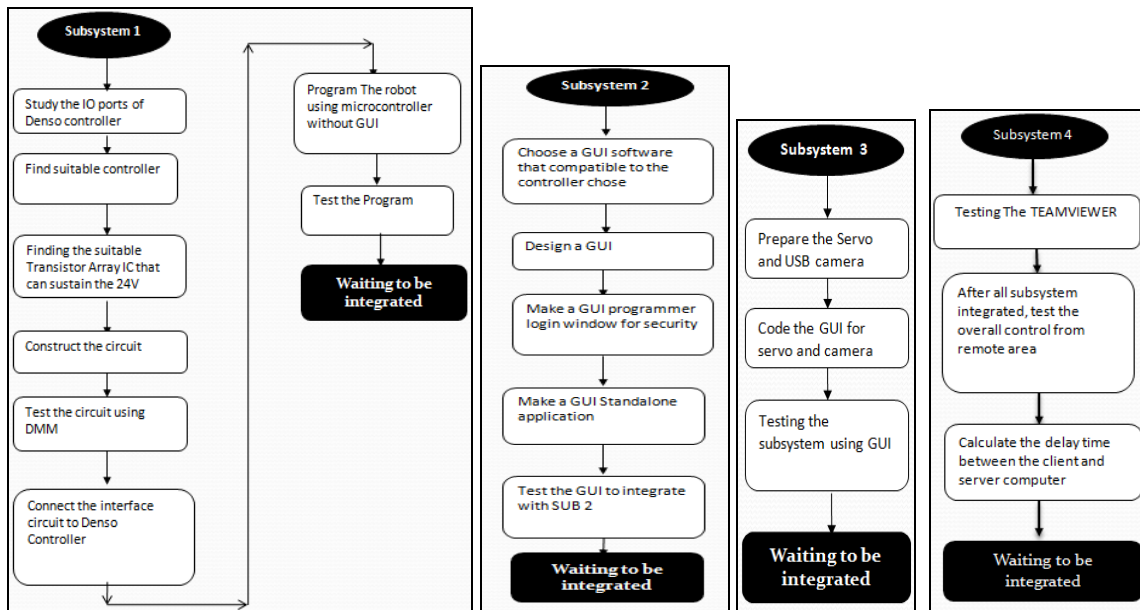 Subsystem 1
Study the IO ports of
Denso controller
Find suitable controller
Finding the suitable
Transistor Array IC that
can sustain the 24V
Construct the circuit
Test the circuit using
DMM
Connect the interface
circuit to Denso
Controller
Program The robot
using microcontroller
without GUI
Test the Program
Waiting to be
integrated
Subsystem 2
Choose a GUI software
that compatible to the
controller chose
Design a GUI
Make a GUI programmer
login window for security
Make a GUI Standalone
application
Test the GUI to integrate
with SUB 2
Waiting to be
integrated
Subsystem 3
Prepare the Servo
and USB camera
Code the GUI for
servo and camera
Testing the
subsystem using GUI
Waiting to be
integrated
Subsystem 4
Testing The TEAMVIEWER
After all subsystem
integrated, test the
overall control from
remote area
Calculate the delay time
between the client and
server computer
Waiting to be
integrated